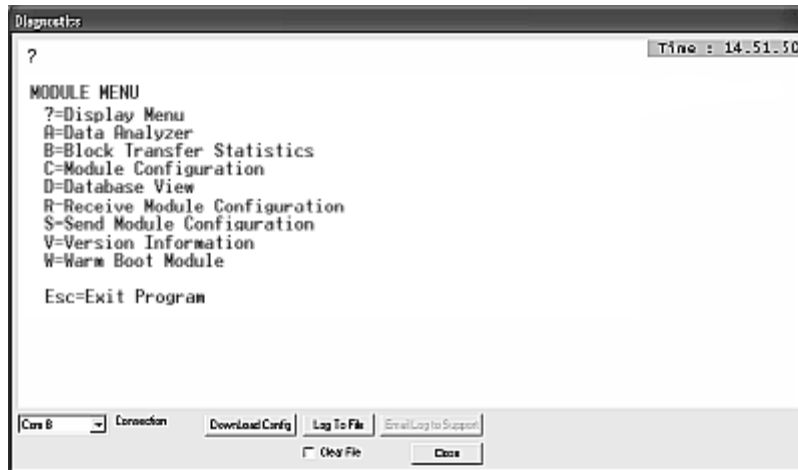 Diagnostics
?
Time : 14.51.50
MODULE MENU
?=Display Menu
A=Data Analyzer
B=Block Transfer Statistics
C=Module Configuration
D=Database View
R=Receive Module Configuration
S=Send Module Configuration
V=Version Information
W=Warm Boot Module
Esc=Exit Program
Com 8 Connection DownLoad Config Log To File Email Log to Support
Clear File Close